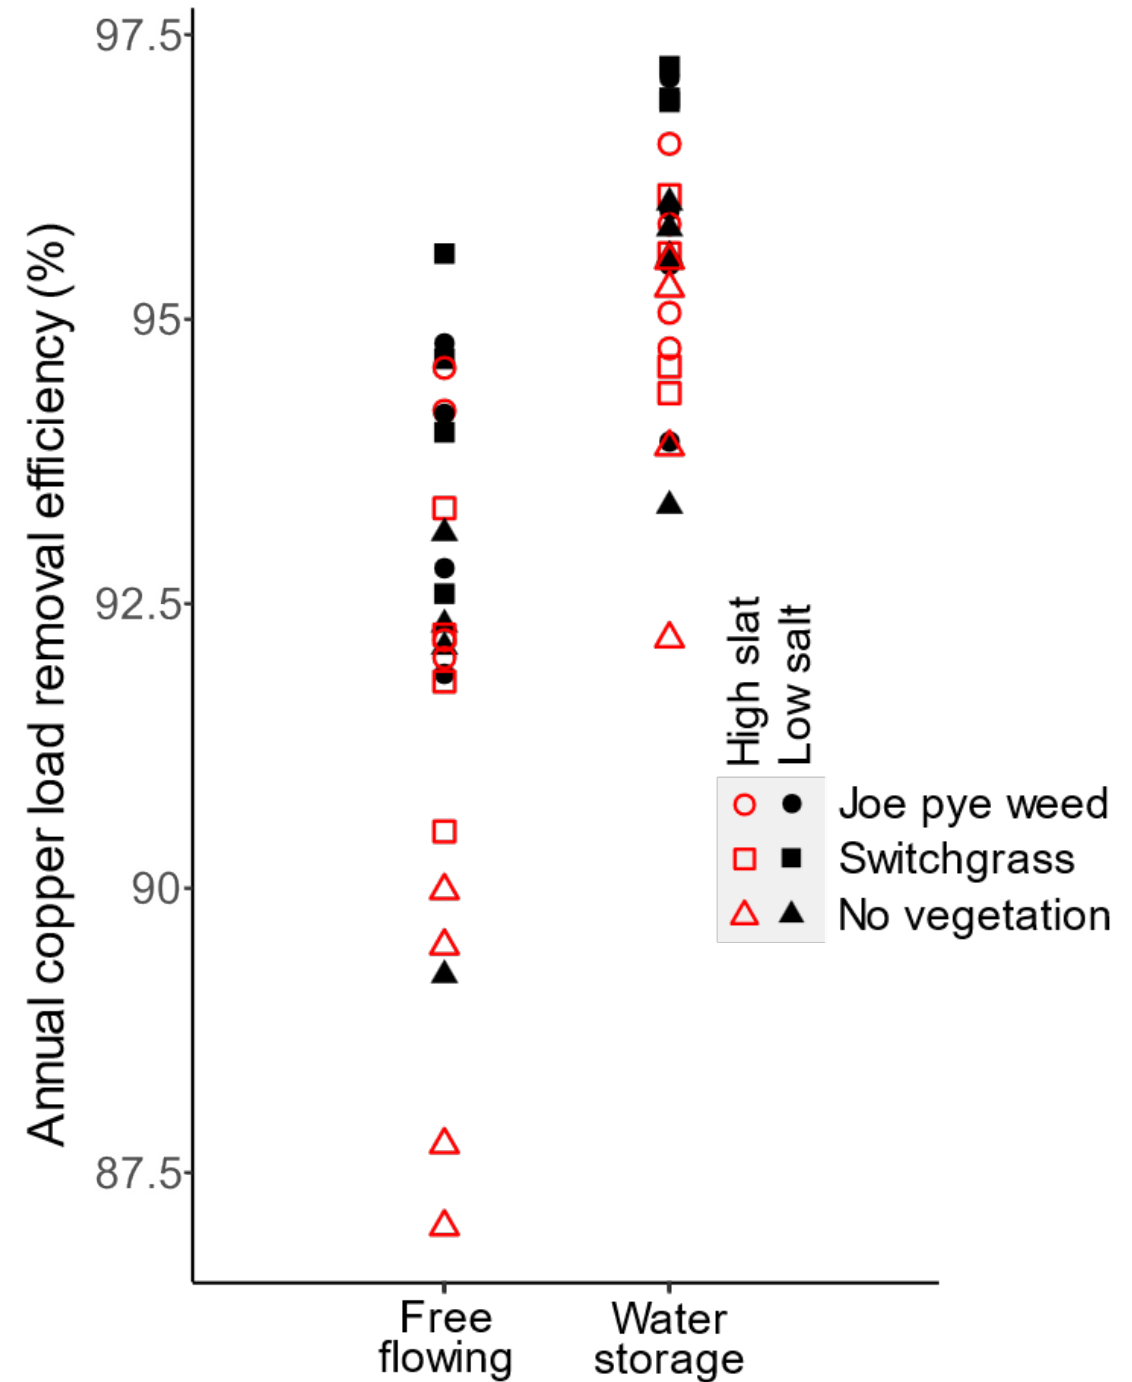 Annual copper load removal efficiency (%)
97.5
95
92.5
90
87.5
High slat
Low salt
Joe pye weed
Switchgrass
No vegetation
Free
flowing
Water
storage